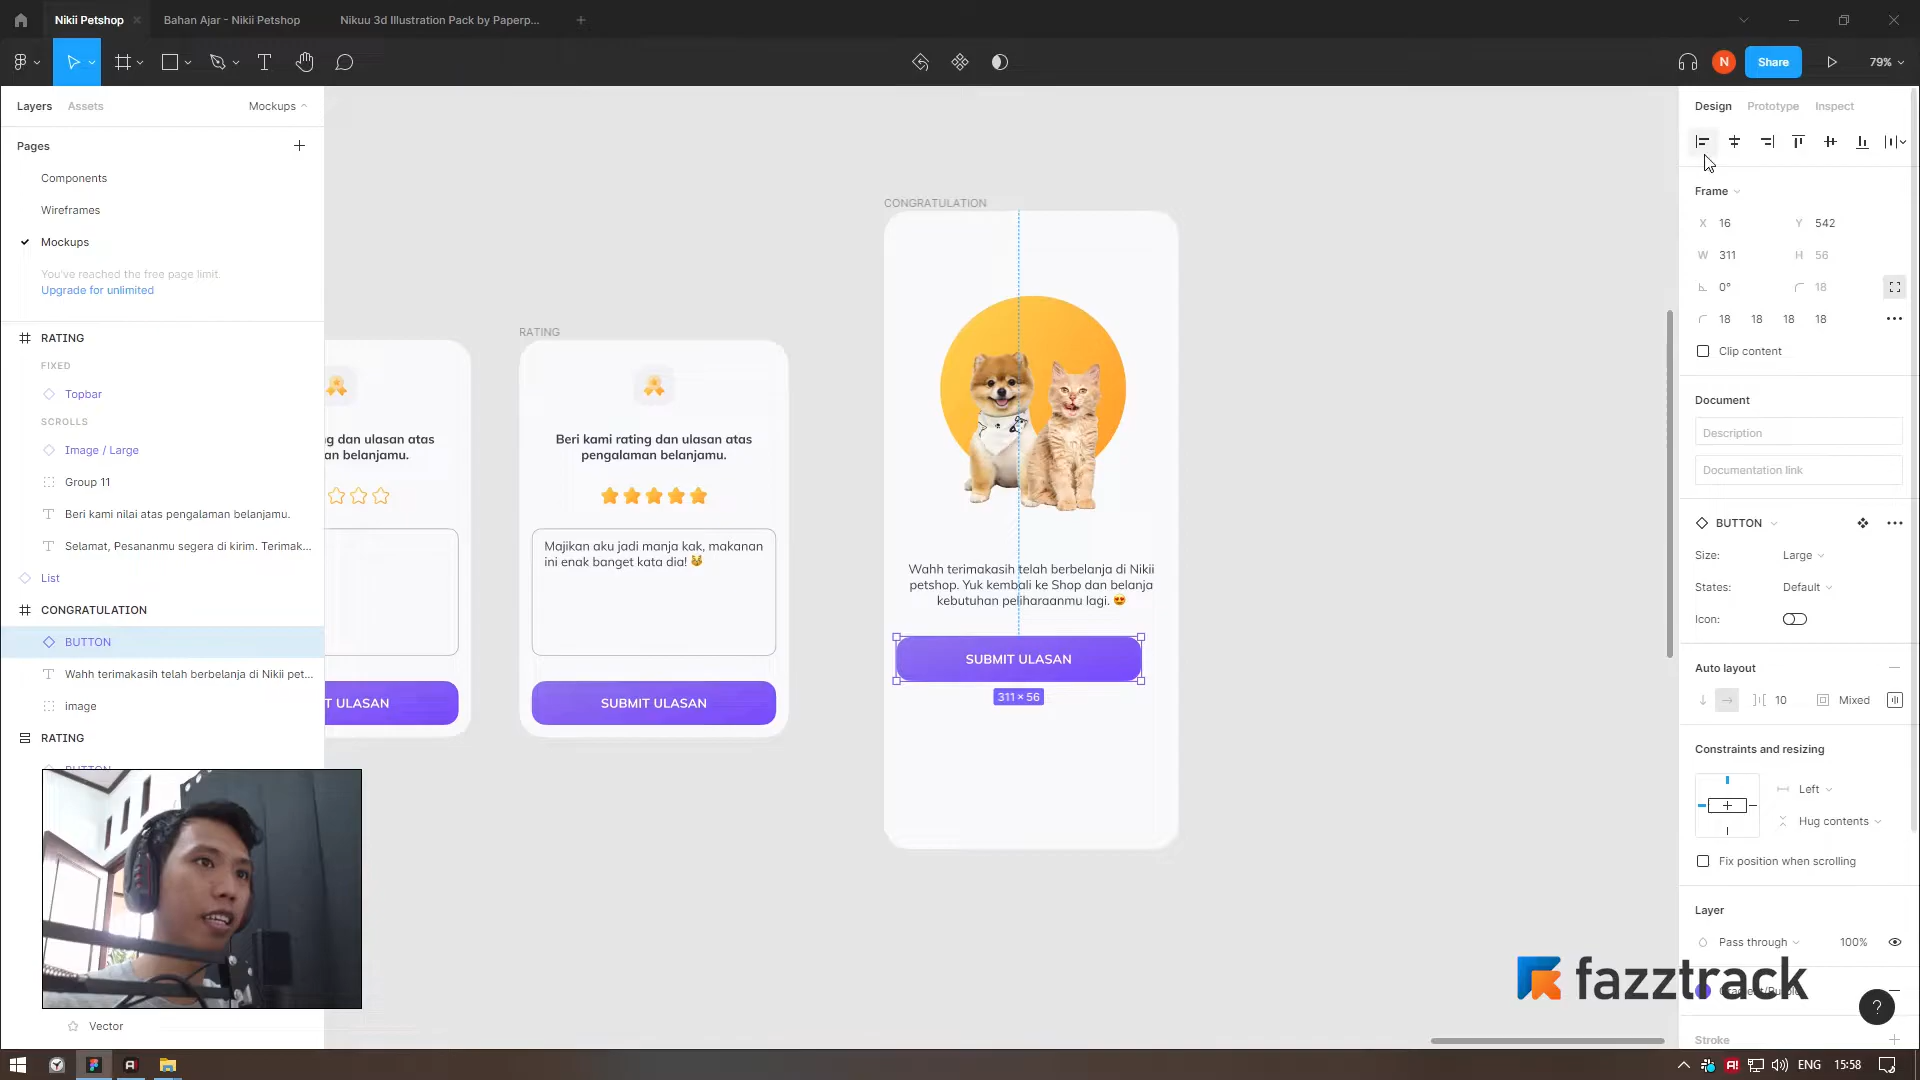 Nikii Petshop
Bahan Ajar - Nikii Petshop
Nikuu 3d Illustration Pack by Paperp...
N
Share
79%
Layers
Assets
Mockups
Pages
Components
Wireframes
Mockups
You've reached the free page limit.
Upgrade for unlimited
RATING
FIXED
Topbar
SCROLLS
Image / Large
Group 11
Beri kami nilai atas pengalaman belanjamu.
Selamat, Pesananmu segera di kirim. Terimak...
List
CONGRATULATION
BUTTON
Wahh terimakasih telah berbelanja di Nikii pet...
image
RATING
BUTTON
Vector
ng dan ulasan atas
an belanjamu.
T ULASAN
RATING
Beri kami rating dan ulasan atas
pengalaman belanjamu.
Majikan aku jadi manja kak, makanan
ini enak banget kata dia! 😻
SUBMIT ULASAN
CONGRATULATION
Wahh terimakasih telah berbelanja di Nikii
petshop. Yuk kembali ke Shop dan belanja
kebutuhan peliharaanmu lagi. 😍
SUBMIT ULASAN
311 × 56
Design
Prototype
Inspect
Frame
X 16
Y 542
W 311
H 56
0°
18
18 18 18 18
Clip content
Document
Description
Documentation link
BUTTON
Size: Large
States: Default
Icon:
Auto layout
10
Mixed
Constraints and resizing
Left
Hug contents
Fix position when scrolling
Layer
Pass through
100%
fazztrack
?
Stroke
ENG
15:58